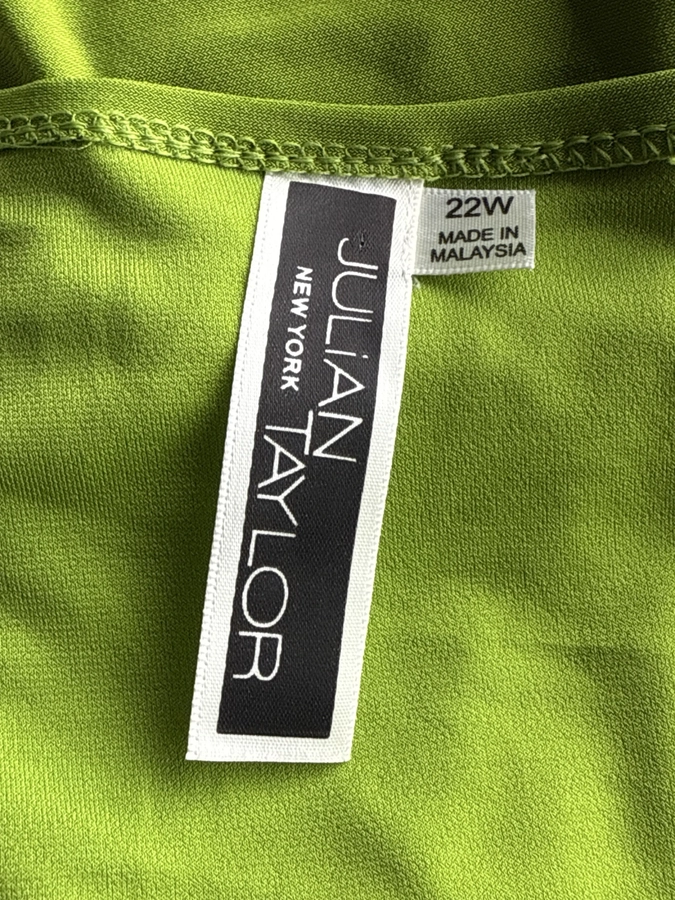 JULiAN
NEW YORK
TAYLOR
22W
MADE IN
MALAYSIA